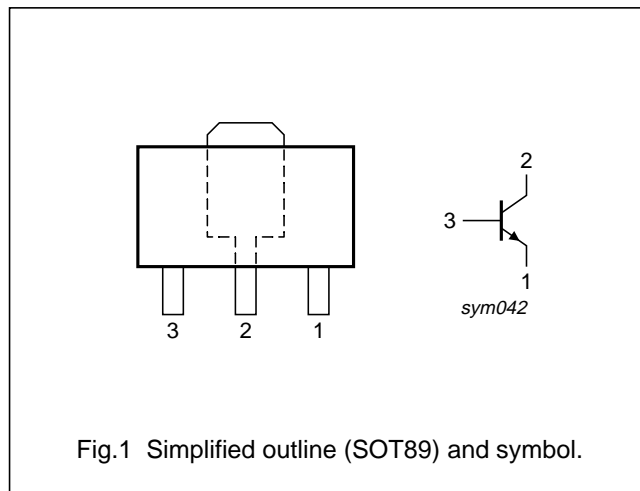 2
3
1
sym042
3 2 1
Fig.1 Simplified outline (SOT89) and symbol.